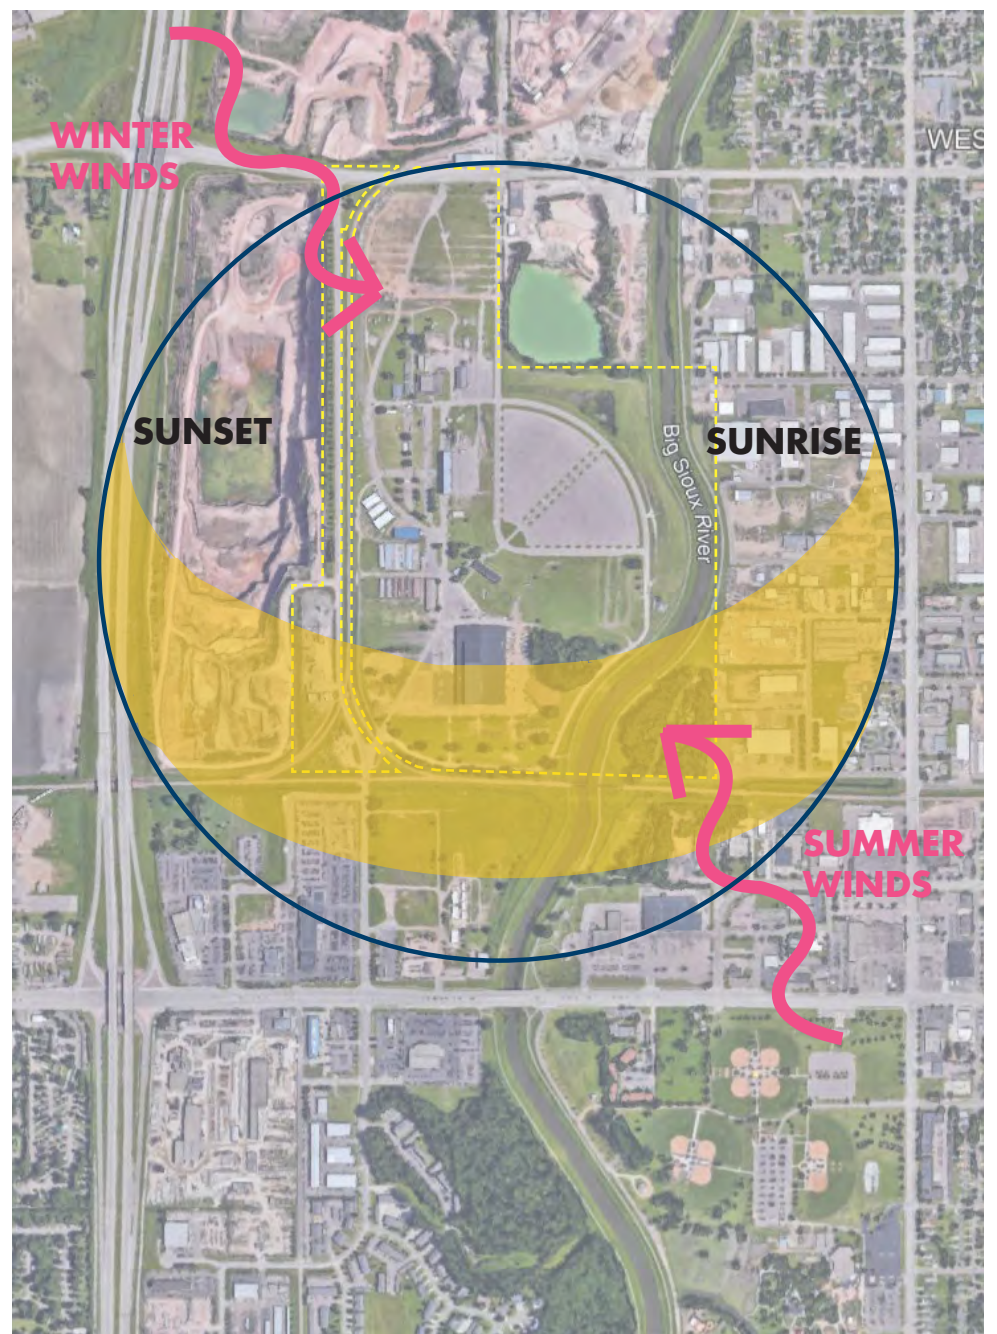 WINTER
WINDS
WES
SUNSET
SUNRISE
Big Sioux River
SUMMER
WINDS